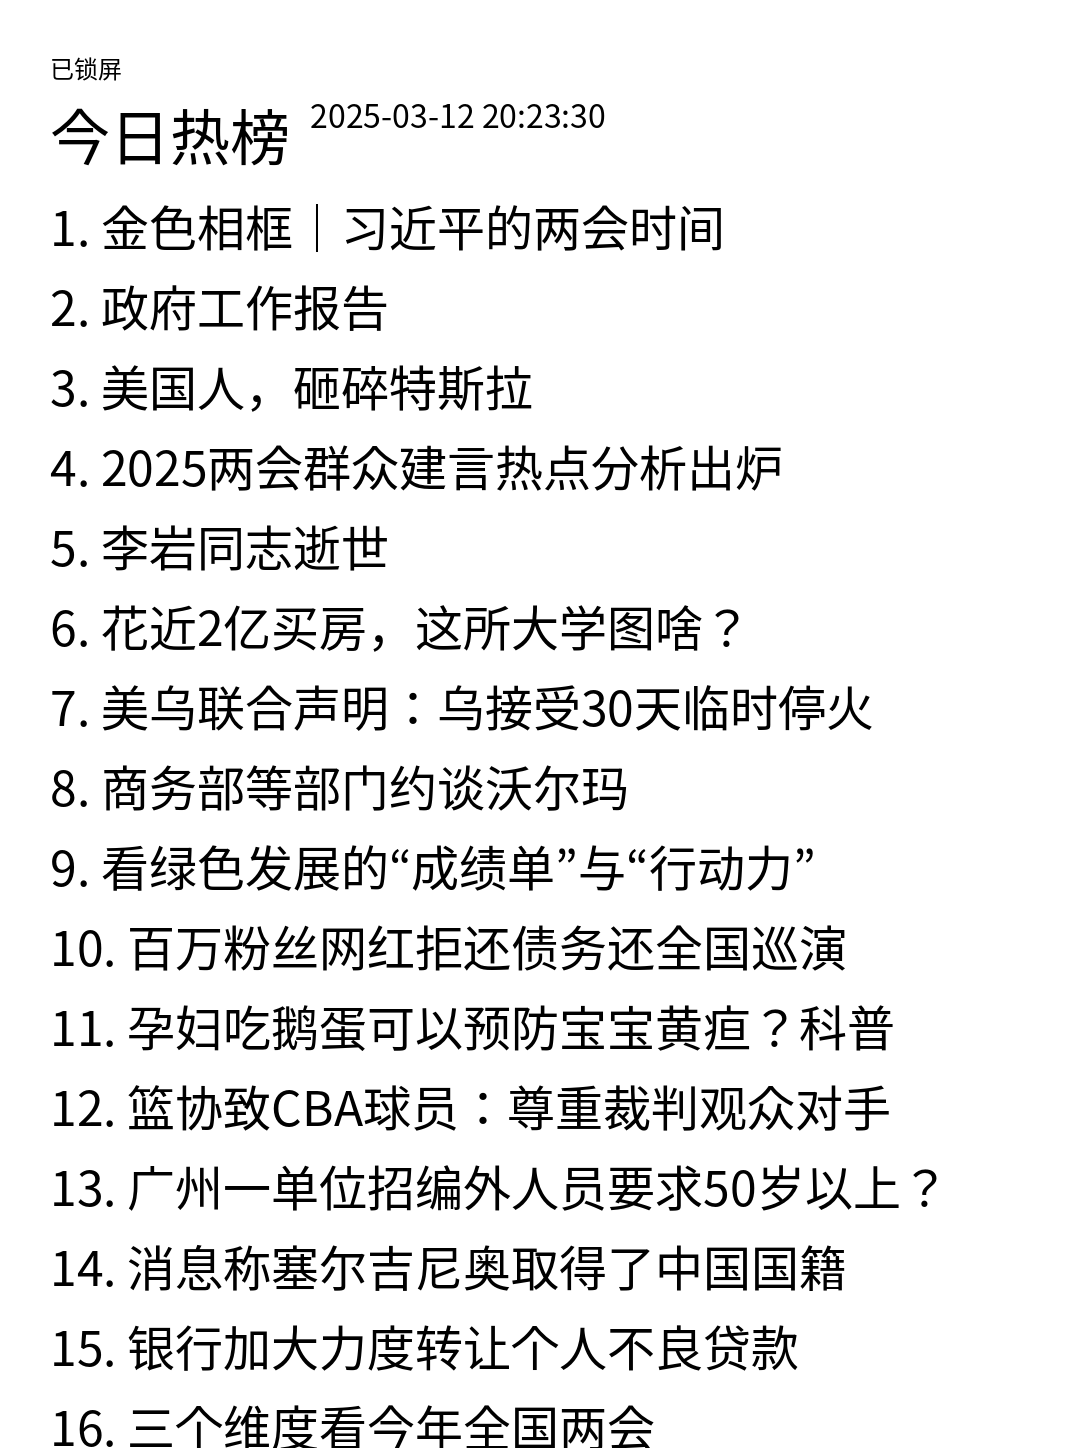 已锁屏
今日热榜 2025-03-12 20:23:30
1. 金色相框｜习近平的两会时间
2. 政府工作报告
3. 美国人，砸碎特斯拉
4. 2025两会群众建言热点分析出炉
5. 李岩同志逝世
6. 花近2亿买房，这所大学图啥？
7. 美乌联合声明：乌接受30天临时停火
8. 商务部等部门约谈沃尔玛
9. 看绿色发展的“成绩单”与“行动力”
10. 百万粉丝网红拒还债务还全国巡演
11. 孕妇吃鹅蛋可以预防宝宝黄疸？科普
12. 篮协致CBA球员：尊重裁判观众对手
13. 广州一单位招编外人员要求50岁以上？
14. 消息称塞尔吉尼奥取得了中国国籍
15. 银行加大力度转让个人不良贷款
16. 三个维度看今年全国两会